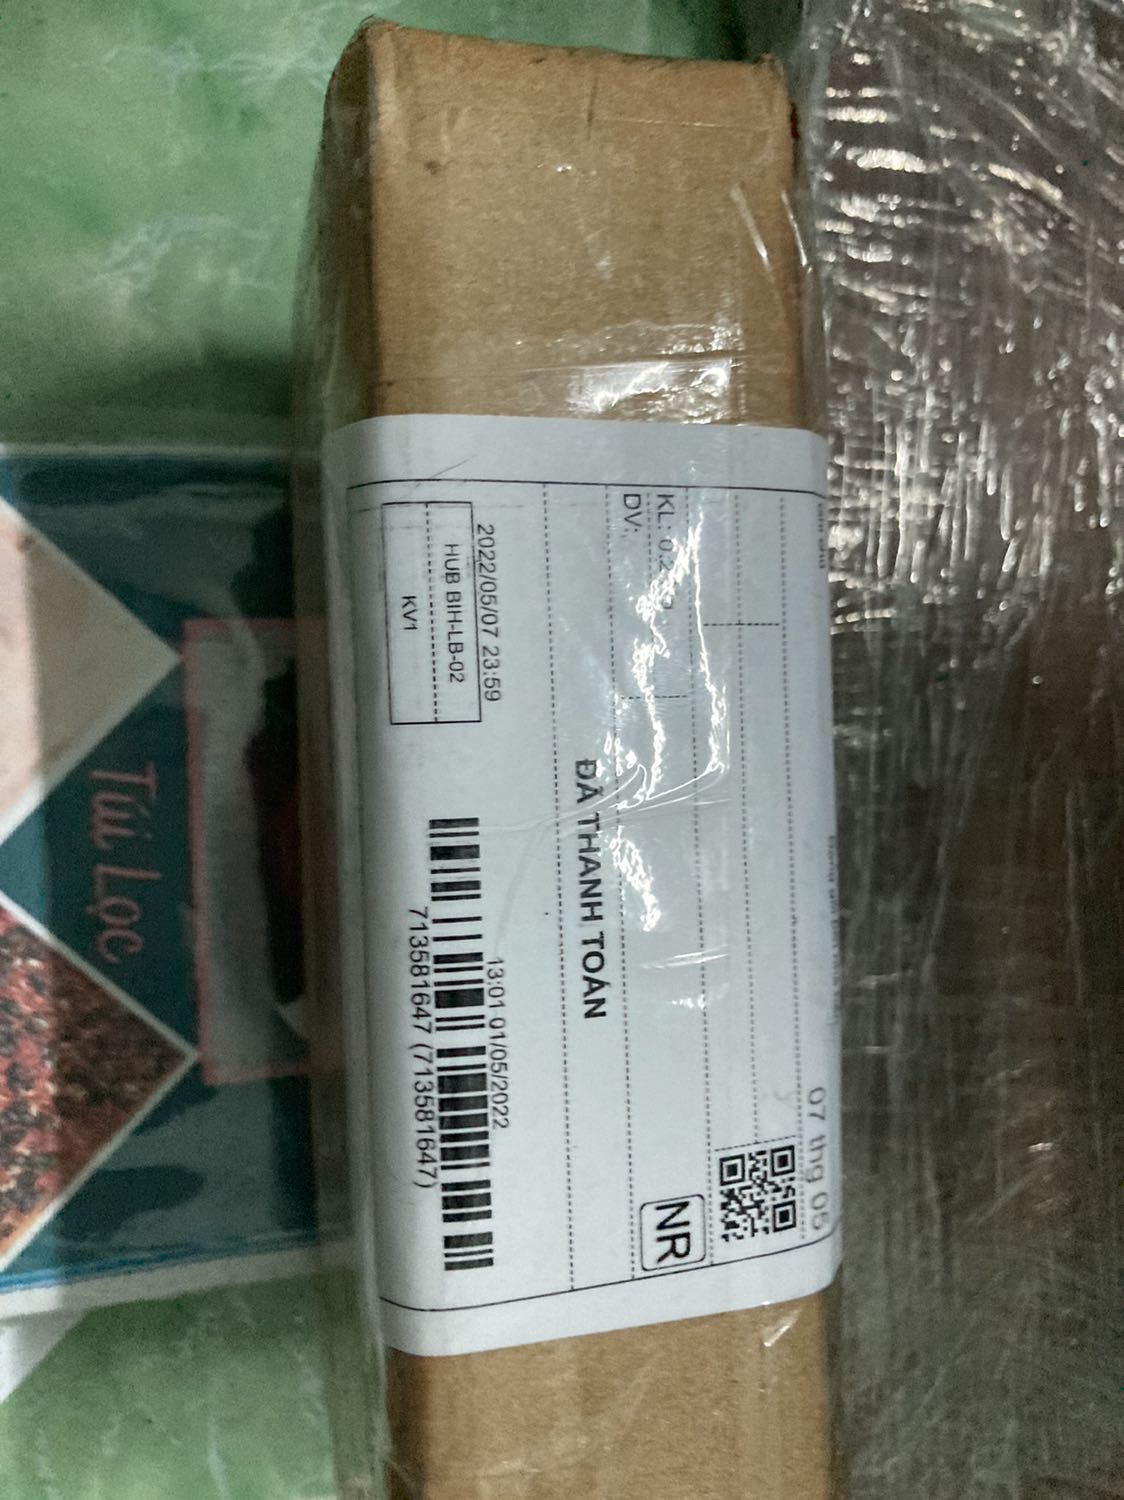 07 thg 05
NR
KL: 0.2
DV:
ĐÃ THANH TOÁN
2022/05/07 23:59
HUB BIH-LB-02
KV1
13:01 01/05/2022
713581647 (713581647)
Túi Lọc